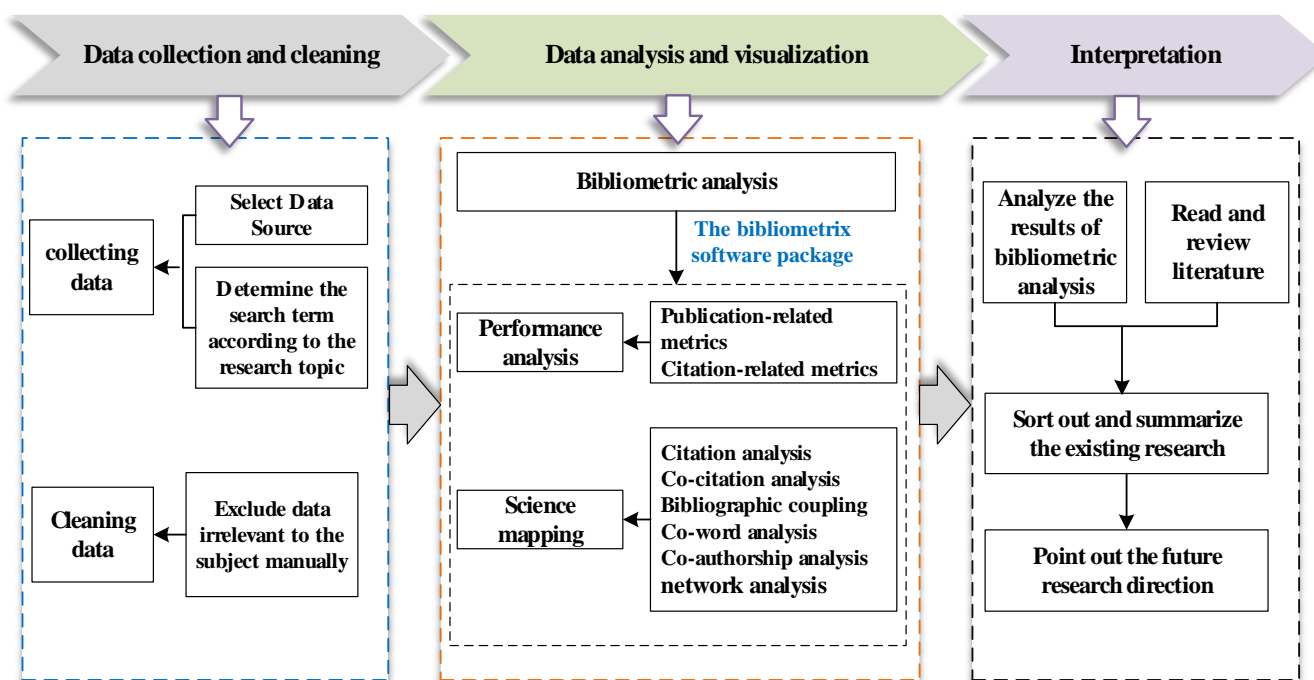 Data collection and cleaning
Data analysis and visualization
Interpretation
collecting
data
Select Data
Source
Determine the
search term
according to the
research topic
Cleaning
data
Exclude data
irrelevant to the
subject manually
Bibliometric analysis
The bibliometrix
software package
Performance
analysis
Publication-related
metrics
Citation-related metrics
Science
mapping
Citation analysis
Co-citation analysis
Bibliographic coupling
Co-word analysis
Co-authorship analysis
network analysis
Analyze the
results of
bibliometric
analysis
Read and
review
literature
Sort out and summarize
the existing research
Point out the future
research direction